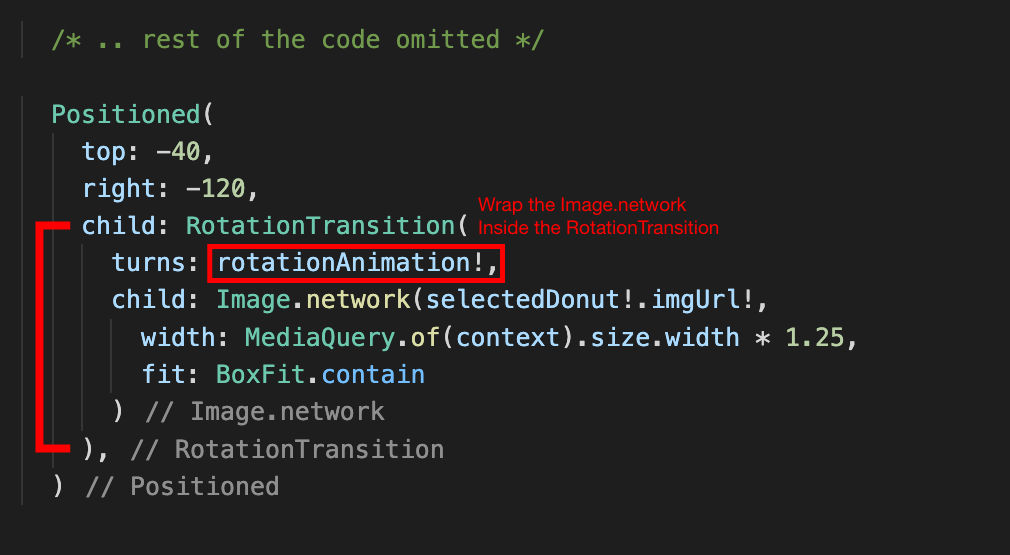 /* .. rest of the code omitted */
Positioned(
top: -40,
right: -120,
Wrap the Image.network
child: RotationTransition(
Inside the RotationTransition
turns: rotationAnimation!,
child: Image.network(selectedDonut!.imgUrl!,
width: MediaQuery.of(context).size.width * 1.25,
fit: BoxFit.contain
) // Image.network
), // RotationTransition
) // Positioned